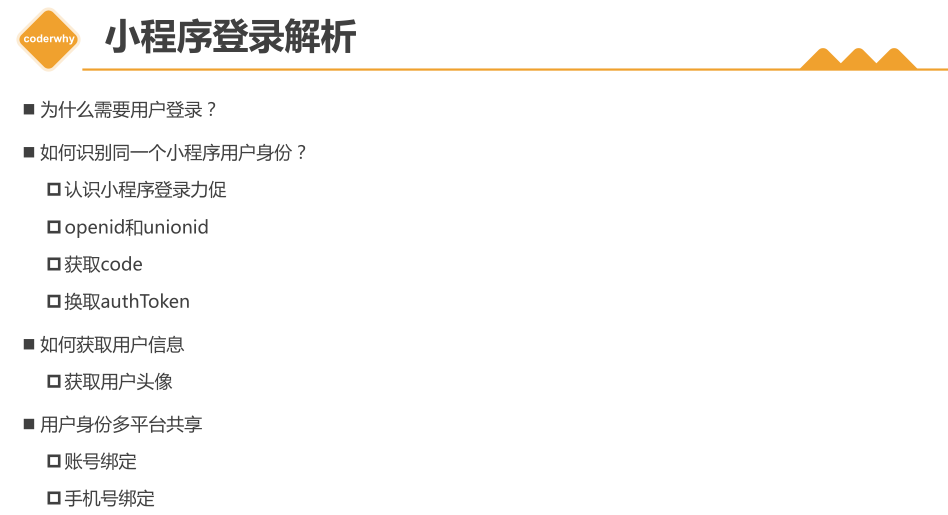 coderwhy
小程序登录解析
为什么需要用户登录？
如何识别同一个小程序用户身份？
认识小程序登录力促
openid和unionid
获取code
换取authToken
如何获取用户信息
获取用户头像
用户身份多平台共享
账号绑定
手机号绑定